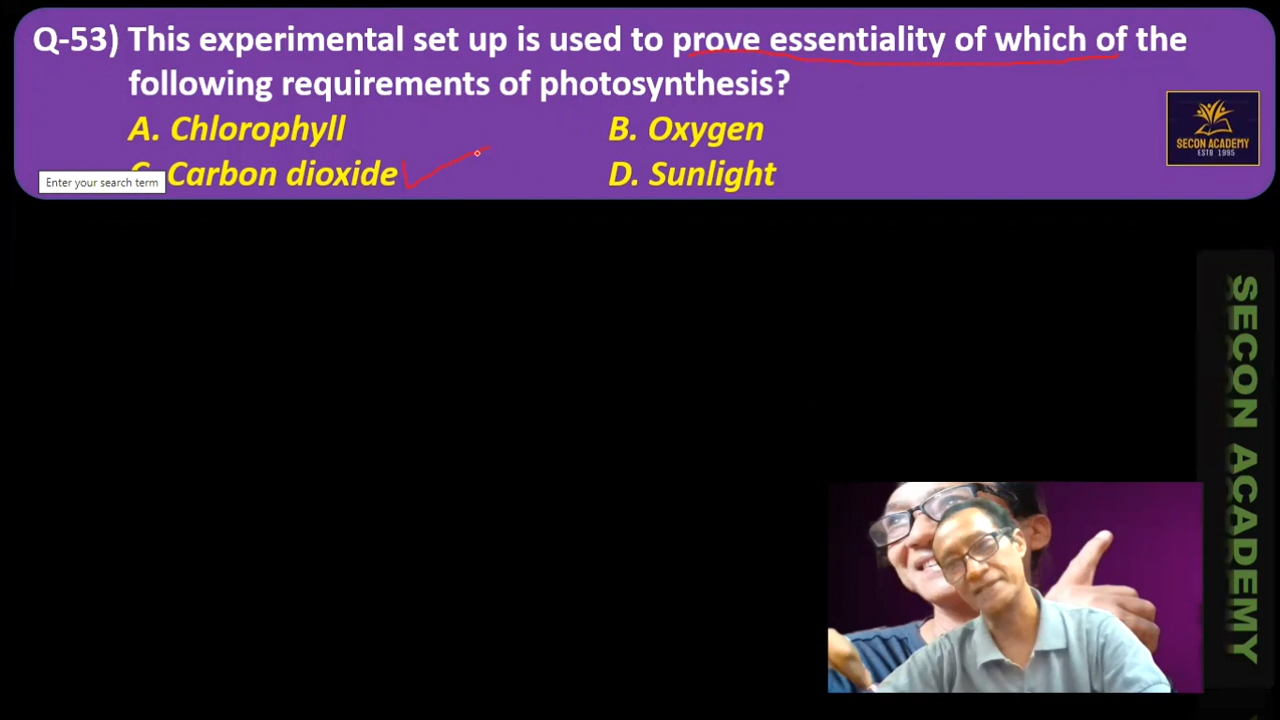 Q-53) This experimental set up is used to prove essentiality of which of the
following requirements of photosynthesis?
A. Chlorophyll B. Oxygen
C. Carbon dioxide D. Sunlight
Enter your search term
SECON ACADEMY
ESTD 1995
SECON ACADEMY